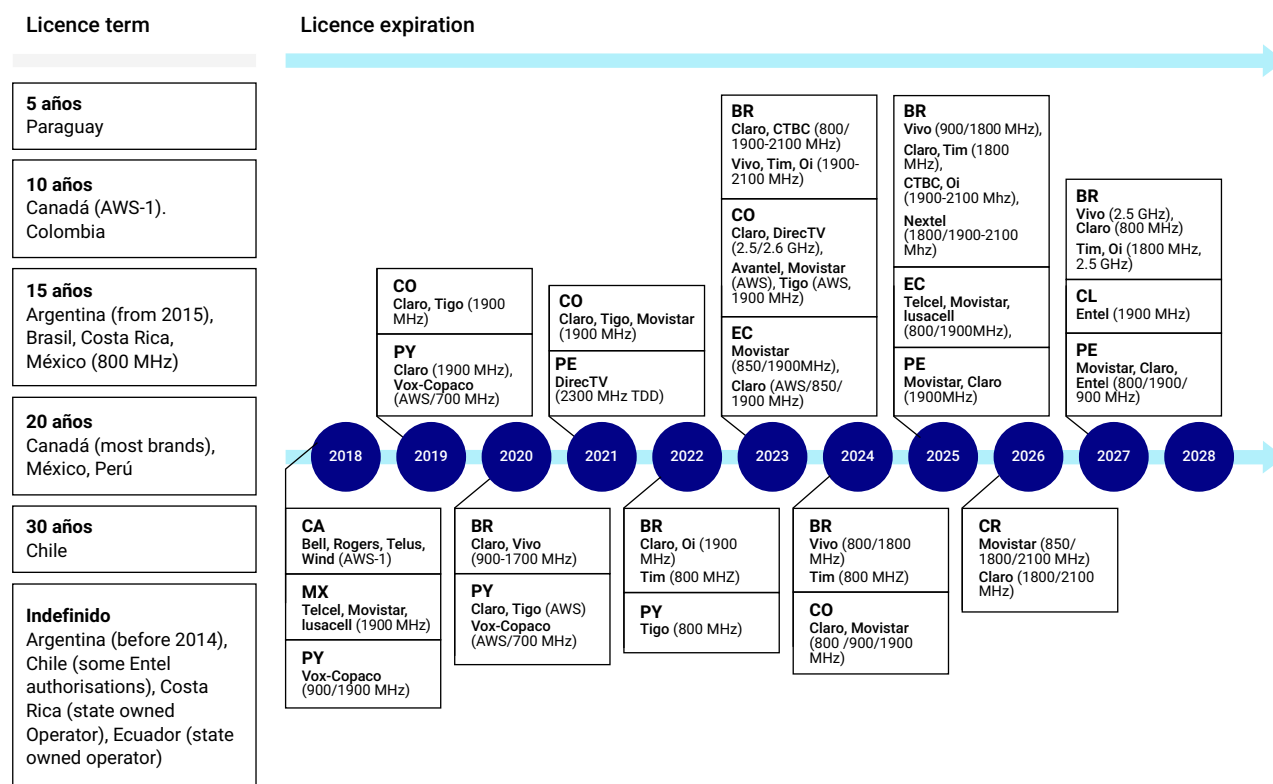 Licence term
Licence expiration
5 años
Paraguay
10 años
Canadá (AWS-1).
Colombia
15 años
Argentina (from 2015),
Brasil, Costa Rica,
México (800 MHz)
20 años
Canadá (most brands),
México, Perú
30 años
Chile
Indefinido
Argentina (before 2014),
Chile (some Entel
authorisations), Costa
Rica (state owned
Operator), Ecuador (state
owned operator)
CO
Claro, Tigo (1900
MHz)
PY
Claro (1900 MHz),
Vox-Copaco
(AWS/700 MHz)
CO
Claro, Tigo, Movistar
(1900 MHz)
PE
DirecTV
(2300 MHz TDD)
BR
Claro, CTBC (800/
1900-2100 MHz)
Vivo, Tim, Oi (1900-
2100 MHz)
CO
Claro, DirecTV
(2.5/2.6 GHz),
Avantel, Movistar
(AWS), Tigo (AWS,
1900 MHz)
EC
Movistar
(850/1900MHz),
Claro (AWS/850/
1900 MHz)
BR
Vivo (900/1800 MHz),
Claro, Tim (1800
MHz),
CTBC, Oi
(1900-2100 Mhz),
Nextel
(1800/1900-2100
Mhz)
EC
Telcel, Movistar,
Iusacell
(800/1900MHz),
PE
Movistar, Claro
(1900MHz)
BR
Vivo (2.5 GHz),
Claro (800 MHz)
Tim, Oi (1800 MHz,
2.5 GHz)
CL
Entel (1900 MHz)
PE
Movistar, Claro,
Entel (800/1900/
900 MHz)
2018
2019
2020
2021
2022
2023
2024
2025
2026
2027
2028
CA
Bell, Rogers, Telus,
Wind (AWS-1)
MX
Telcel, Movistar,
Iusacell (1900 MHz)
PY
Vox-Copaco
(900/1900 MHz)
BR
Claro, Vivo
(900-1700 MHz)
PY
Claro, Tigo (AWS)
Vox-Copaco
(AWS/700 MHz)
BR
Claro, Oi (1900
MHz)
Tim (800 MHZ)
PY
Tigo (800 MHz)
BR
Vivo (800/1800
MHz)
Tim (800 MHZ)
CO
Claro, Movistar
(800 /900/1900
MHz)
CR
Movistar (850/
1800/2100 MHz)
Claro (1800/2100
MHz)